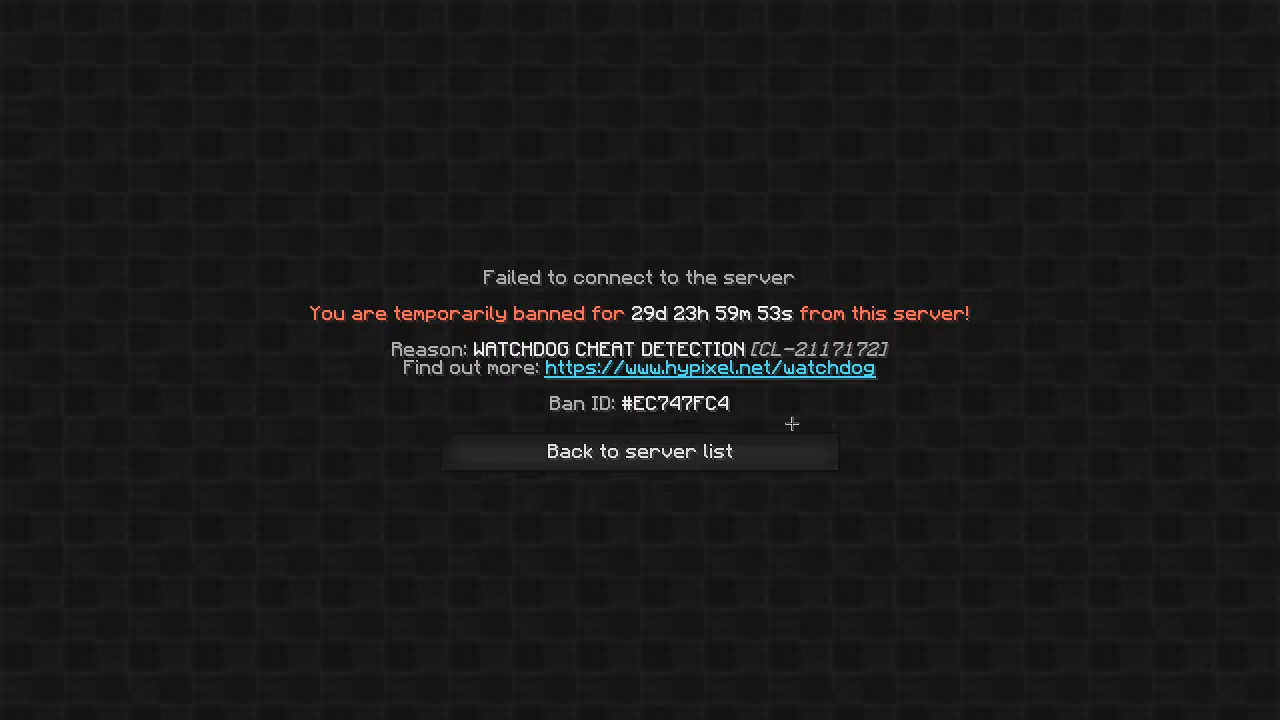 Failed to connect to the server
You are temporarily banned for 29d 23h 59m 53s from this server!
Reason: WATCHDOG CHEAT DETECTION [CL-2117172]
Find out more: https://www.hypixel.net/watchdog
Ban ID: #EC747FC4
Back to server list